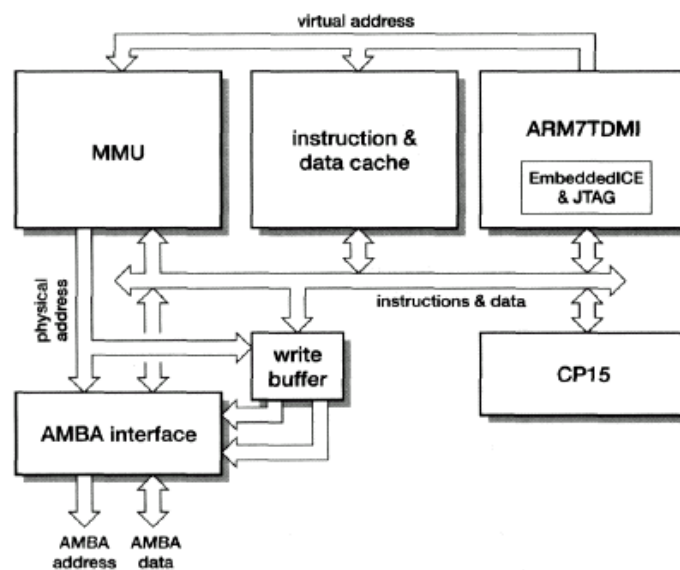 virtual address
MMU
instruction &
data cache
ARM7TDMI
EmbeddedICE
& JTAG
physical
address
instructions & data
write
buffer
CP15
AMBA interface
AMBA
address
AMBA
data